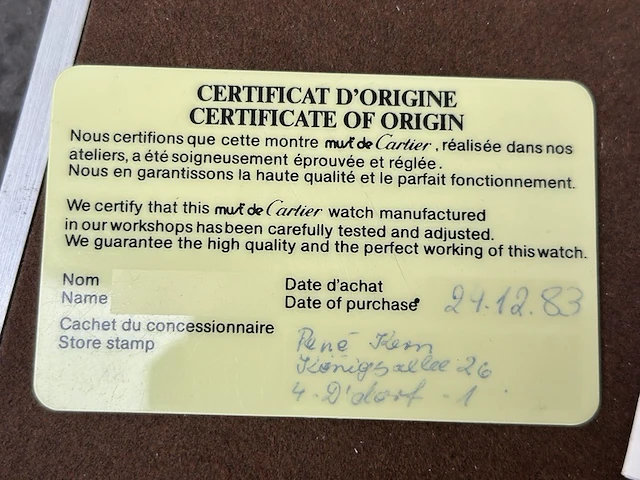 CERTIFICAT D'ORIGINE
CERTIFICATE OF ORIGIN
Nous certifions que cette montre must de Cartier, réalisée dans nos
ateliers, a été soigneusement éprouvée et réglée.
Nous en garantissons la haute qualité et le parfait fonctionnement.
We certify that this must de Cartier watch manufactured
in our workshops has been carefully tested and adjusted.
We guarantee the high quality and the perfect working of this watch.
Nom
Name
Date d'achat
Date of purchase 24.12.83
Cachet du concessionnaire
Store stamp
René Kern
Königsallee 26
4 - D'dorf - 1